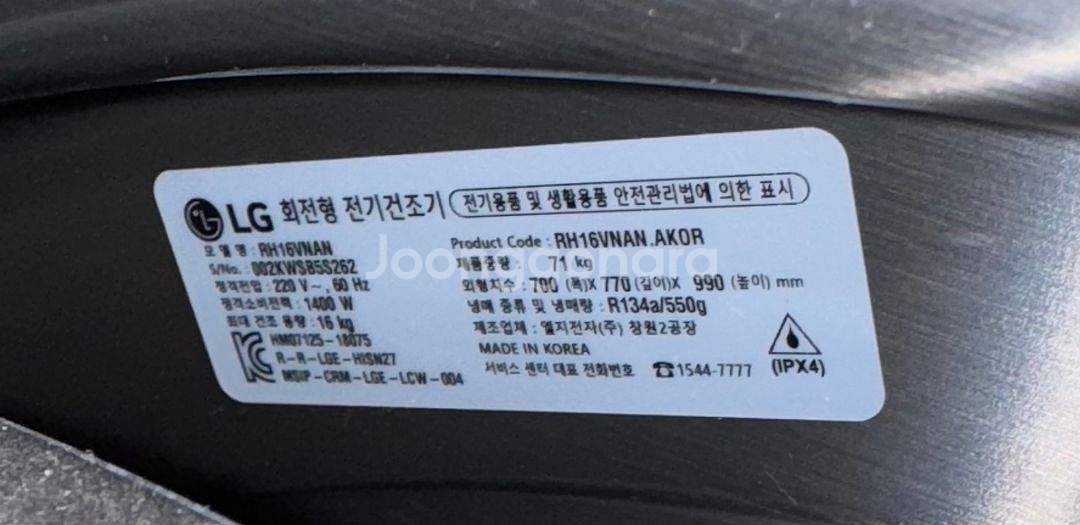 LG 회전형 전기건조기 전기용품 및 생활용품 안전관리법에 의한 표시
모 델 명 : RH16VNAN
S/No. : 002KWSB5S262
정격전압 : 220 V~, 60 Hz
정격소비전력 : 1400 W
최대 건조 용량 : 16 kg
HM07125-18075
R-R-LGE-HISN27
MSIP-CRM-LGE-LCW-004
Product Code : RH16VNAN.AKOR
제품중량 : 71 kg
외형치수 : 700 (폭)X 770(깊이)X 990(높이) mm
냉매 종류 및 냉매량 : R134a/550g
제조업체 : 엘지전자(주) 창원2공장
MADE IN KOREA
서비스 센터 대표 전화번호 ☎1544-7777
(IPX4)
Joongganara